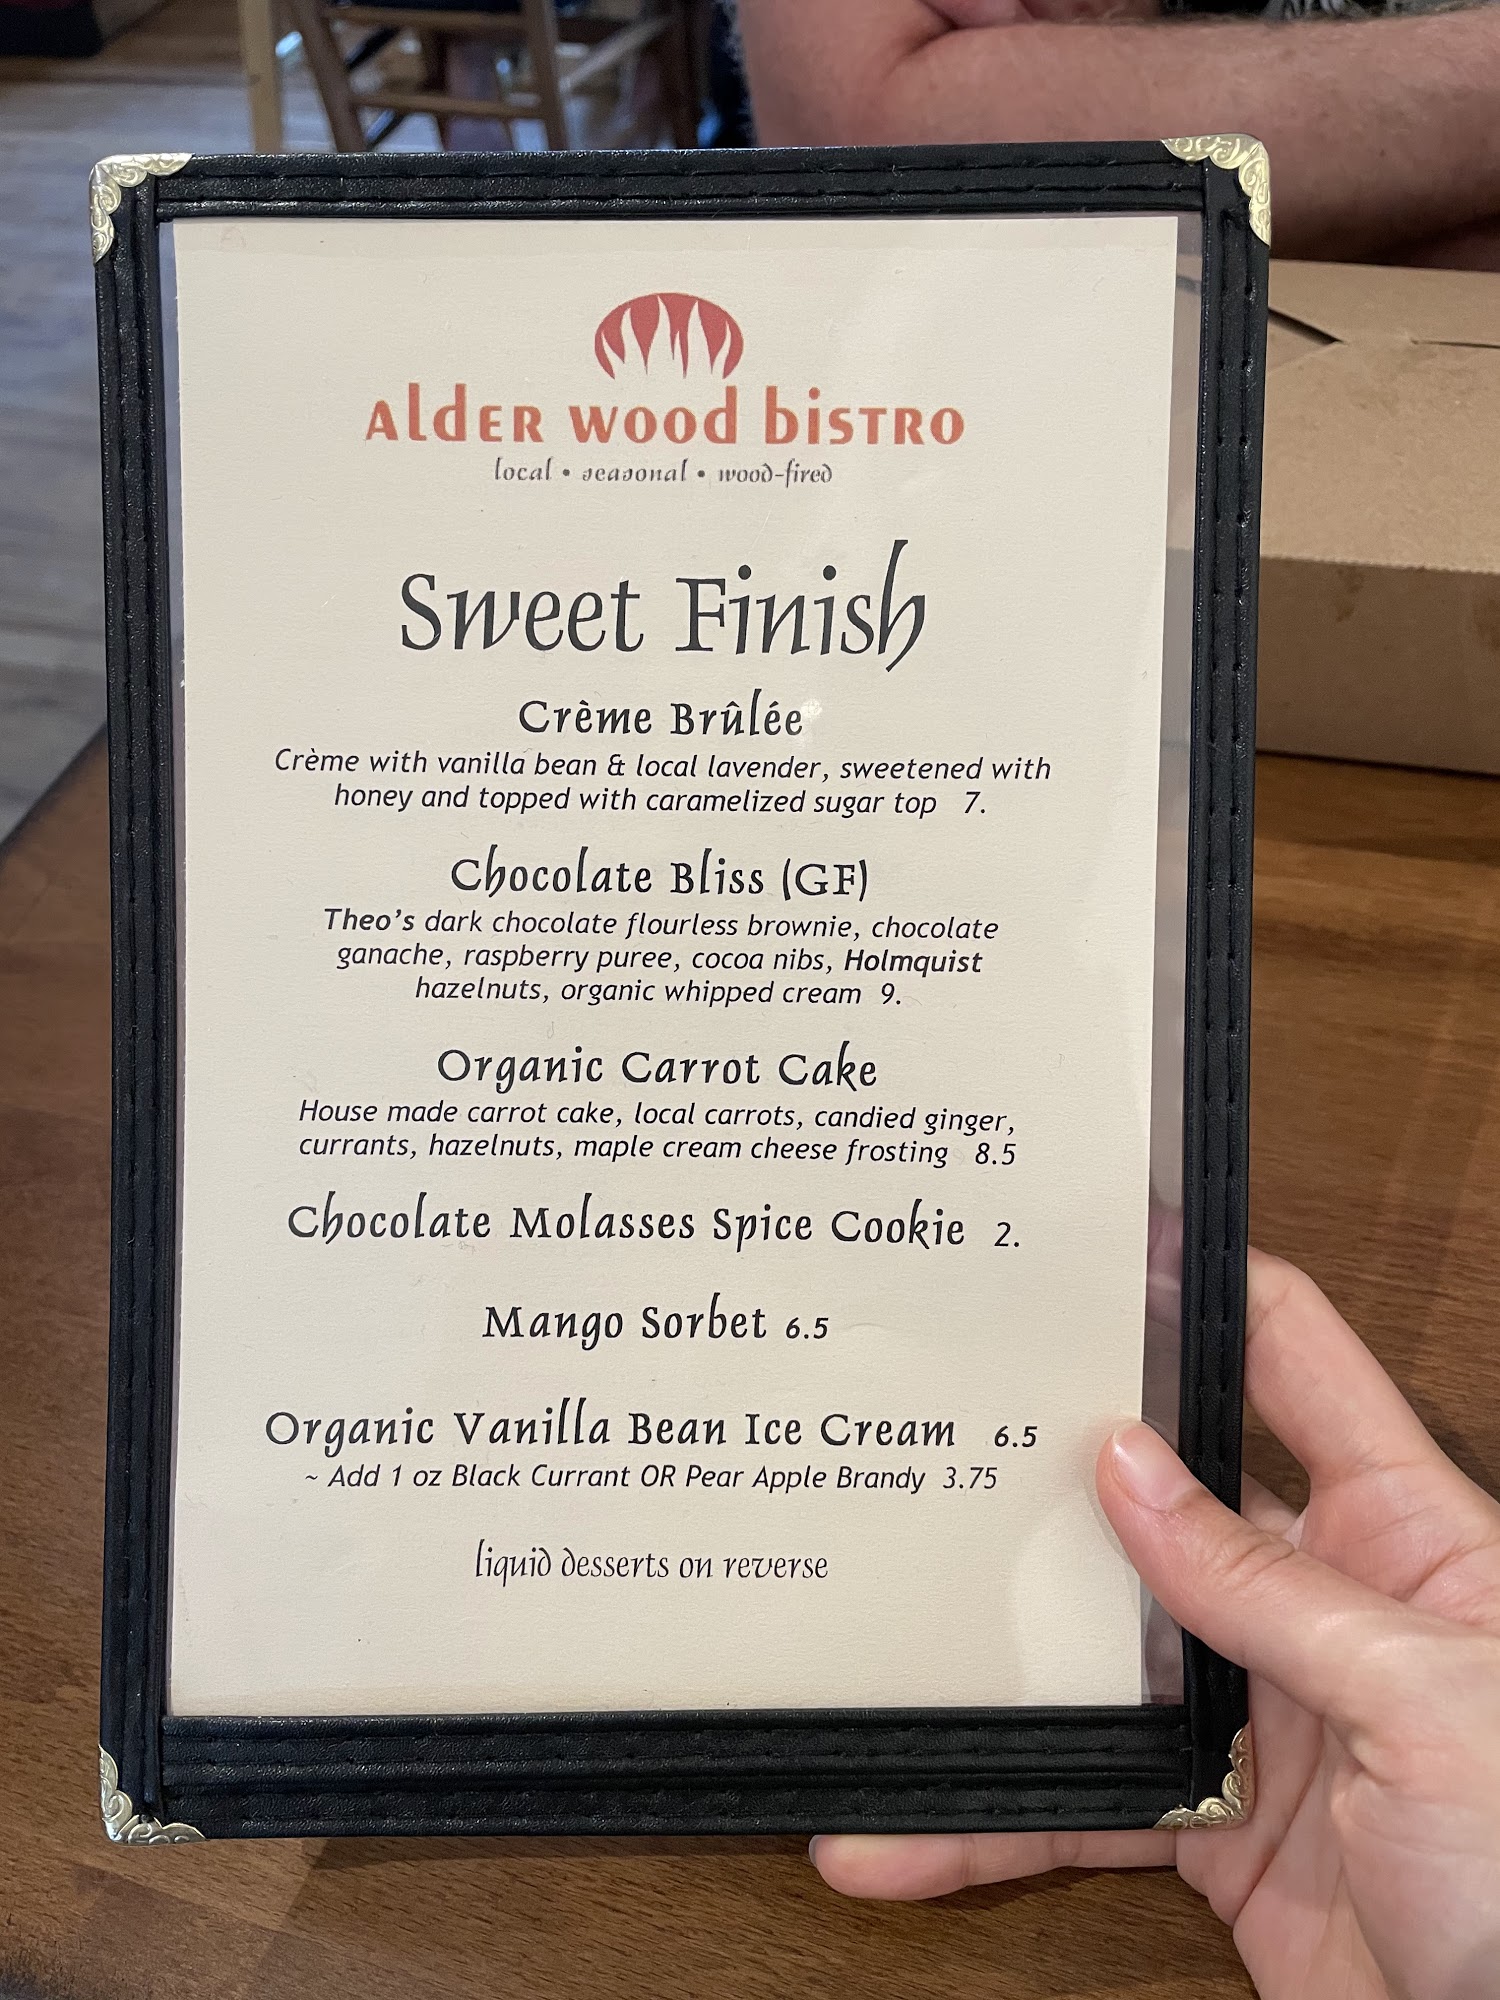 alder wood bistro
local • seasonal • wood-fired
Sweet Finish
Crème Brûlée
Crème with vanilla bean & local lavender, sweetened with
honey and topped with caramelized sugar top 7.
Chocolate Bliss (GF)
Theo's dark chocolate flourless brownie, chocolate
ganache, raspberry puree, cocoa nibs, Holmquist
hazelnuts, organic whipped cream 9.
Organic Carrot Cake
House made carrot cake, local carrots, candied ginger,
currants, hazelnuts, maple cream cheese frosting 8.5
Chocolate Molasses Spice Cookie 2.
Mango Sorbet 6.5
Organic Vanilla Bean Ice Cream 6.5
~ Add 1 oz Black Currant OR Pear Apple Brandy 3.75
liquid desserts on reverse